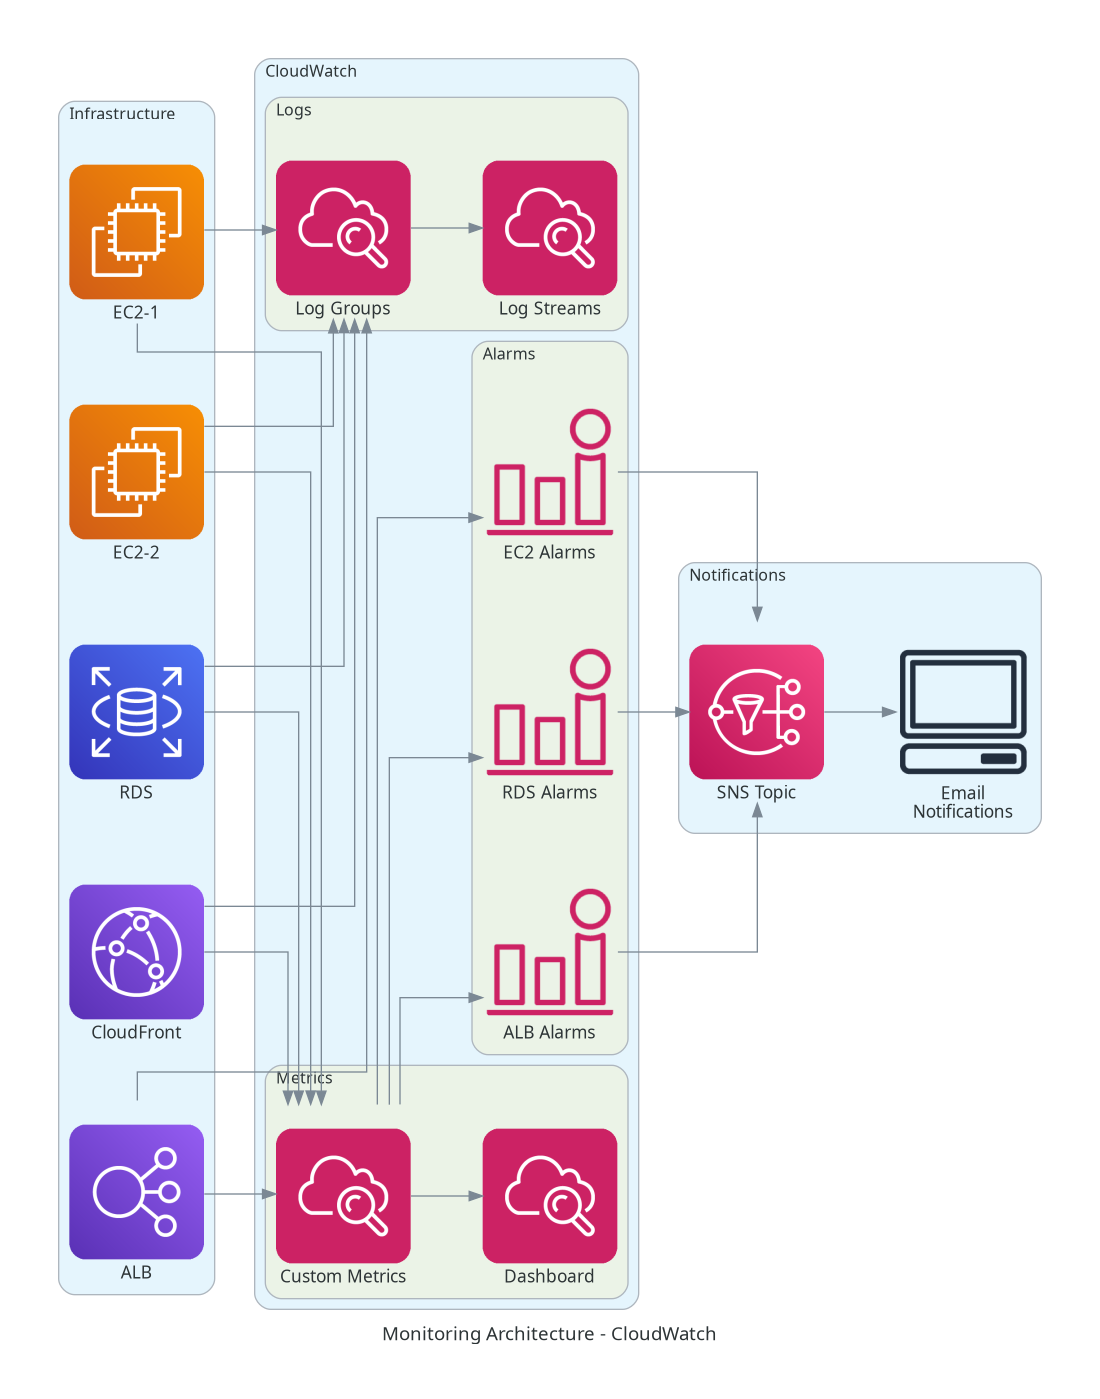 CloudWatch
Infrastructure
Logs
EC2-1
Log Groups
Log Streams
Alarms
EC2-2
EC2 Alarms
Notifications
RDS
RDS Alarms
SNS Topic
Email
Notifications
CloudFront
ALB Alarms
Metrics
ALB
Custom Metrics
Dashboard
Monitoring Architecture - CloudWatch